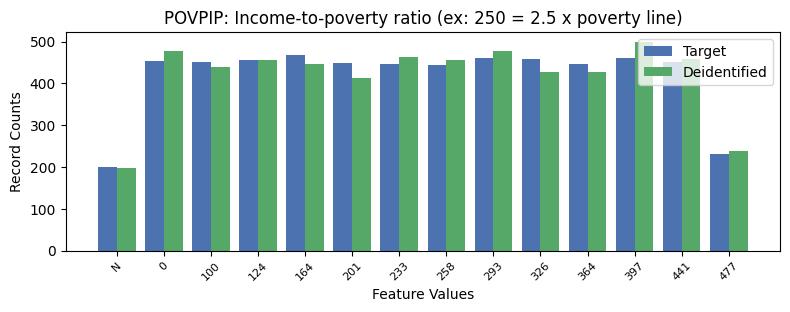 POVPIP: Income-to-poverty ratio (ex: 250 = 2.5 x poverty line)
Target
Deidentified
Record Counts
500
400
300
200
100
0
N 0 100 124 164 201 233 258 293 326 364 397 441 477
Feature Values